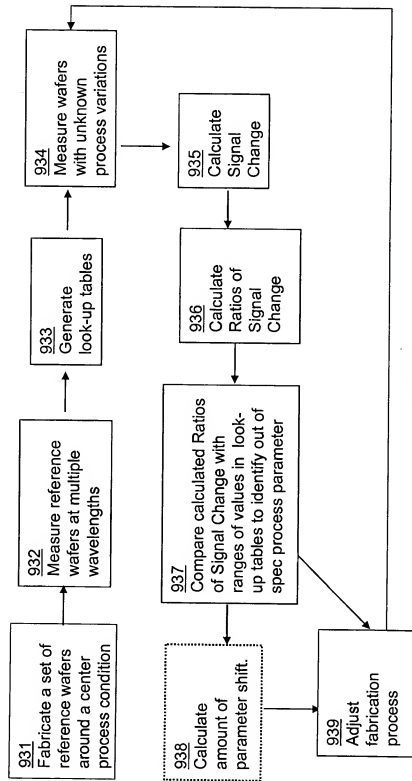 931
Fabricate a set of
reference wafers
around a center
process condition
932
Measure reference
wafers at multiple
wavelengths
933
Generate
look-up tables
934
Measure wafers
with unknown
process variations
935
Calculate
Signal
Change
936
Calculate
Ratios of
Signal
Change
937
Compare calculated Ratios
of Signal Change with
ranges of values in look-
up tables to identify out of
spec process parameter
938
Calculate
amount of
parameter shift.
939
Adjust
fabrication
process